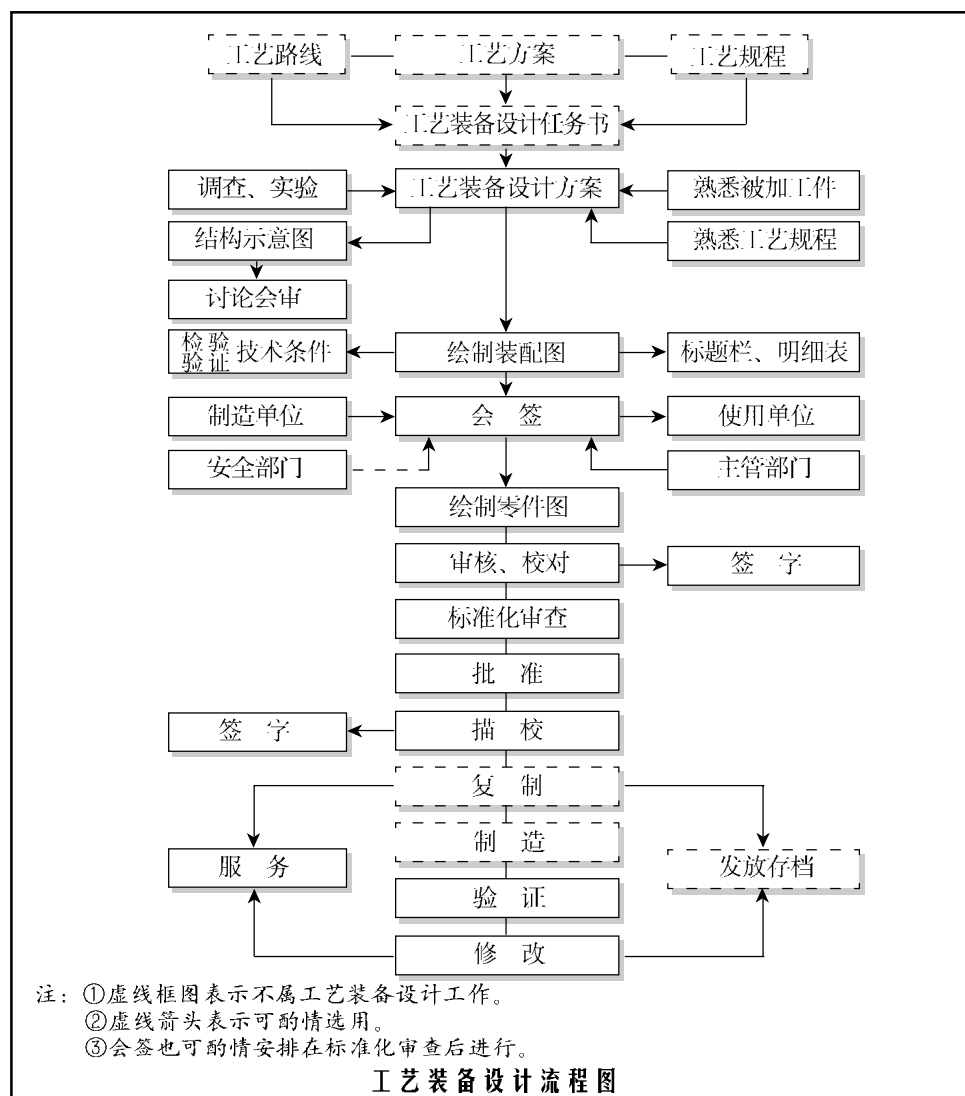 工艺路线 工艺方案 工艺规程
工艺装备设计任务书
调查、实验 工艺装备设计方案 熟悉被加工件
结构示意图 熟悉工艺规程
讨论会审
检验
验证 技术条件 绘制装配图 标题栏、明细表
制造单位 会 签 使用单位
安全部门 主管部门
绘制零件图
审核、校对 签 字
标准化审查
批 准
签 字 描 校
复 制
制 造
服 务 发放存档
验 证
修 改
注：①虚线框图表示不属工艺装备设计工作。
②虚线箭头表示可酌情选用。
③会签也可酌情安排在标准化审查后进行。
工艺装备设计流程图